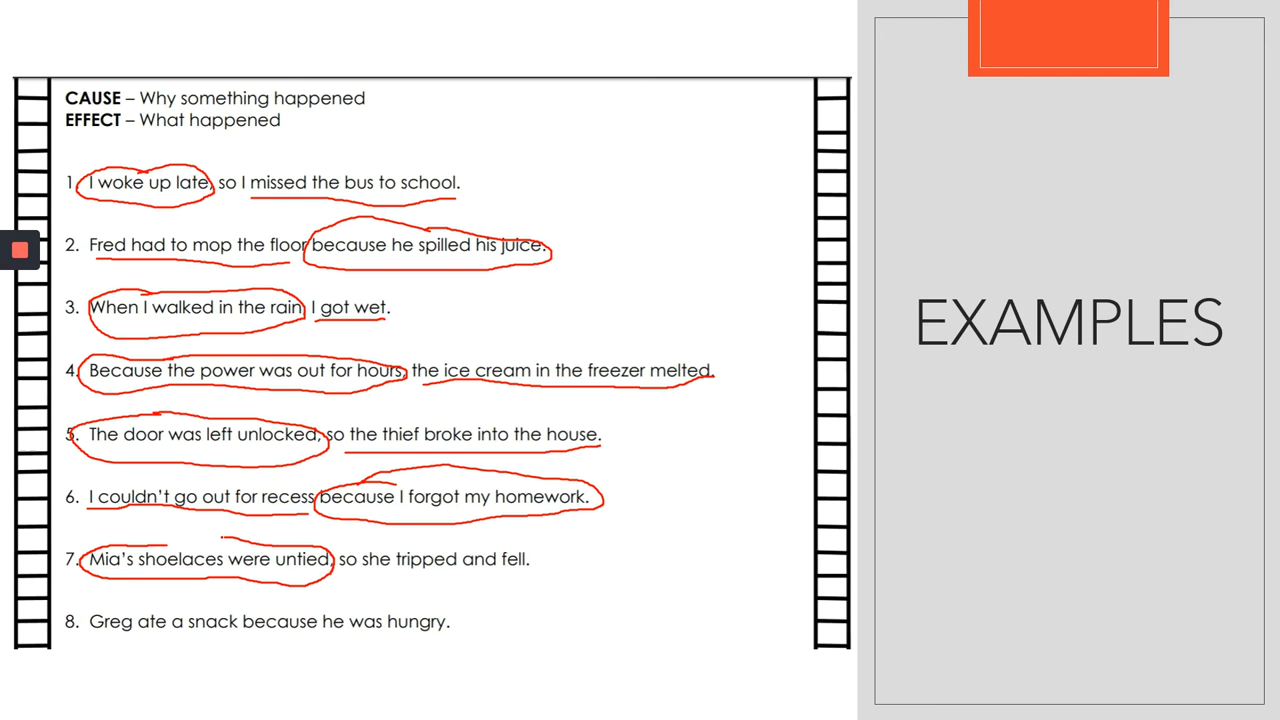 CAUSE – Why something happened
EFFECT – What happened
1. I woke up late, so I missed the bus to school.
2. Fred had to mop the floor because he spilled his juice.
3. When I walked in the rain, I got wet.
4. Because the power was out for hours, the ice cream in the freezer melted.
5. The door was left unlocked, so the thief broke into the house.
6. I couldn't go out for recess because I forgot my homework.
7. Mia's shoelaces were untied, so she tripped and fell.
8. Greg ate a snack because he was hungry.
EXAMPLES